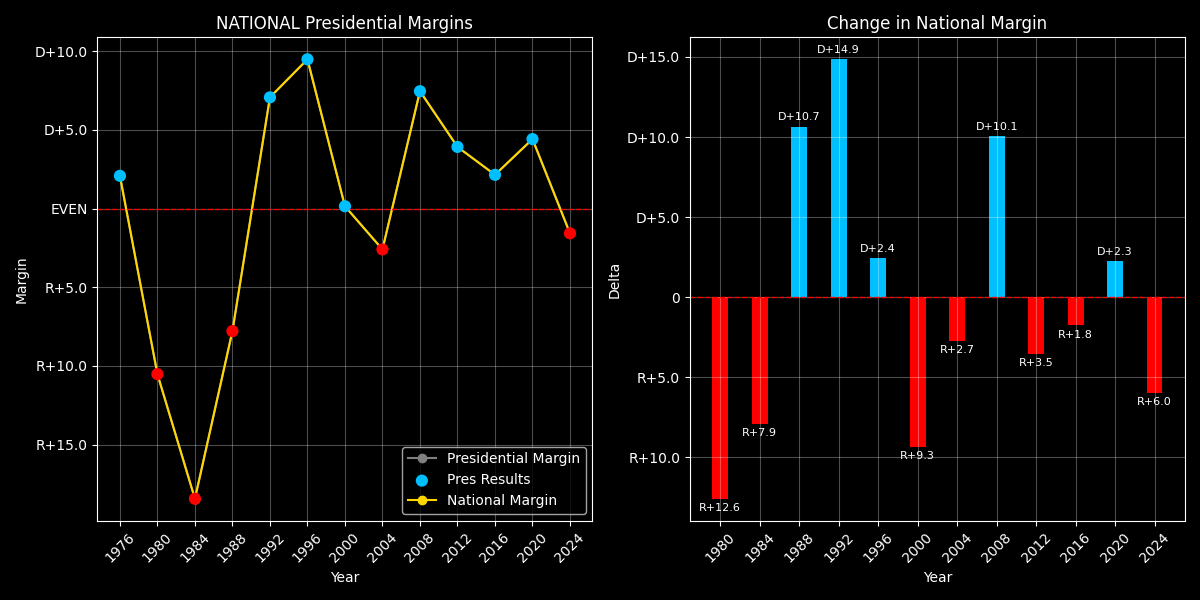 NATIONAL Presidential Margins
D+10.0
D+5.0
EVEN
R+5.0
R+10.0
R+15.0
Margin
Presidential Margin
Pres Results
National Margin
1976
1980
1984
1988
1992
1996
2000
2004
2008
2012
2016
2020
2024
Year
Change in National Margin
D+15.0
D+10.0
D+5.0
0
R+5.0
R+10.0
Delta
R+12.6
R+7.9
D+10.7
D+14.9
D+2.4
R+9.3
R+2.7
D+10.1
R+3.5
R+1.8
D+2.3
R+6.0
1980
1984
1988
1992
1996
2000
2004
2008
2012
2016
2020
2024
Year